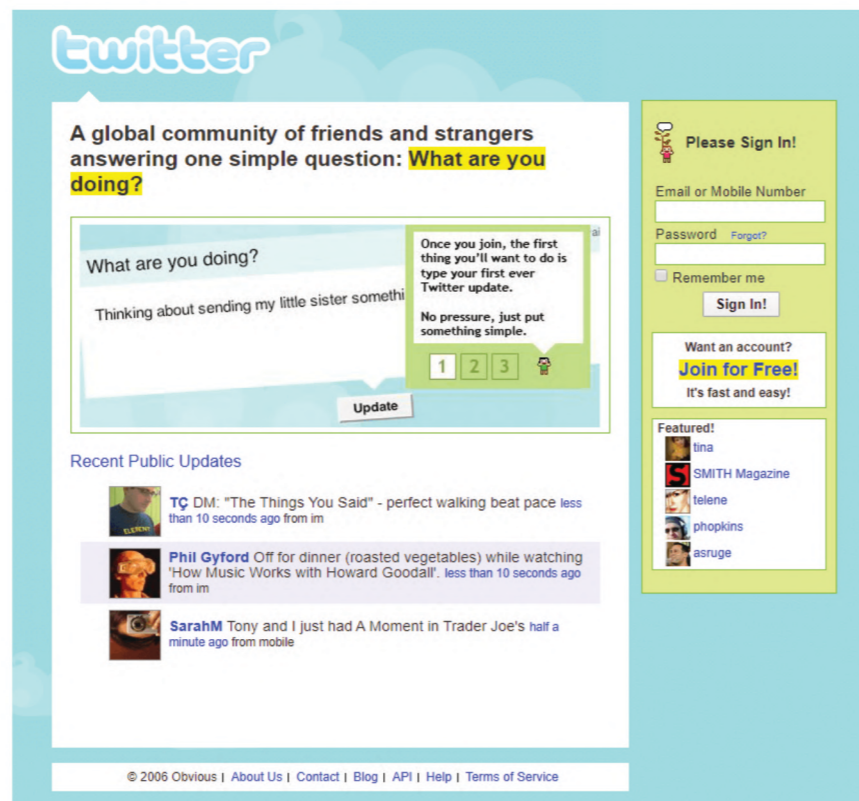 twitter
A global community of friends and strangers
answering one simple question: What are you
doing?
What are you doing?
Thinking about sending my little sister somethi
Once you join, the first
thing you'll want to do is
type your first ever
Twitter update.
No pressure, just put
something simple.
1 2 3
Update
Recent Public Updates
TÇ DM: "The Things You Said" - perfect walking beat pace less
than 10 seconds ago from im
Phil Gyford Off for dinner (roasted vegetables) while watching
'How Music Works with Howard Goodall'. less than 10 seconds ago
from im
SarahM Tony and I just had A Moment in Trader Joe's half a
minute ago from mobile
Please Sign In!
Email or Mobile Number
Password Forgot?
Remember me
Sign In!
Want an account?
Join for Free!
It's fast and easy!
Featured!
tina
SMITH Magazine
telene
phopkins
asruge
© 2006 Obvious | About Us | Contact | Blog | API | Help | Terms of Service